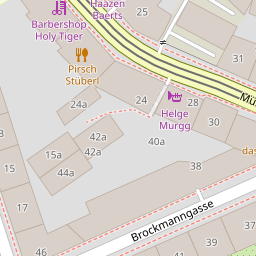 Haazen
Baerts
25
Barbershop
Holy Tiger
31
Pirsch
Stüberl
24a
24
28
Helge
Murgg
30
42a
42a
40a
15a
44a
15
38
17
Brockmanngasse
46
37
39
41